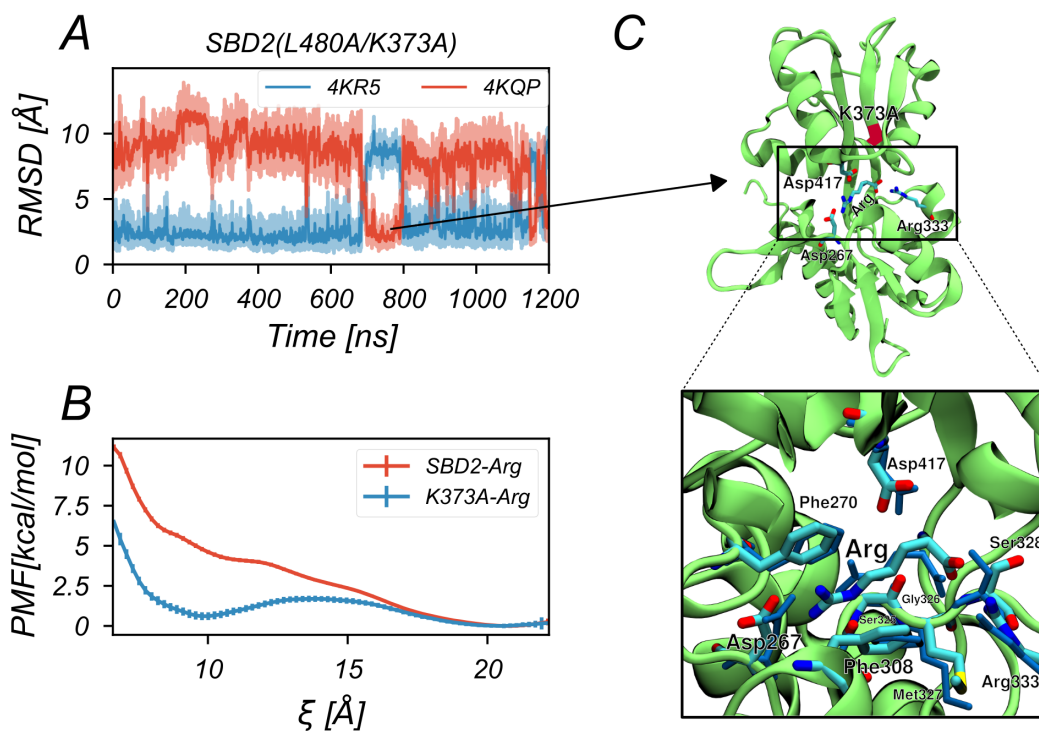 A
SBD2(L480A/K373A)
4KR5
4KQP
RMSD [Å]
10
5
0
0
200
400
600
800
1000
1200
Time [ns]
B
PMF[kcal/mol]
10
7.5
5
2.5
0
SBD2-Arg
K373A-Arg
10
15
20
ξ [Å]
C
K373A
Asp417
Arg
Arg333
Asp267
Asp417
Phe270
Arg
Ser328
Gly326
Asp267
Phe308
Met327
Arg333